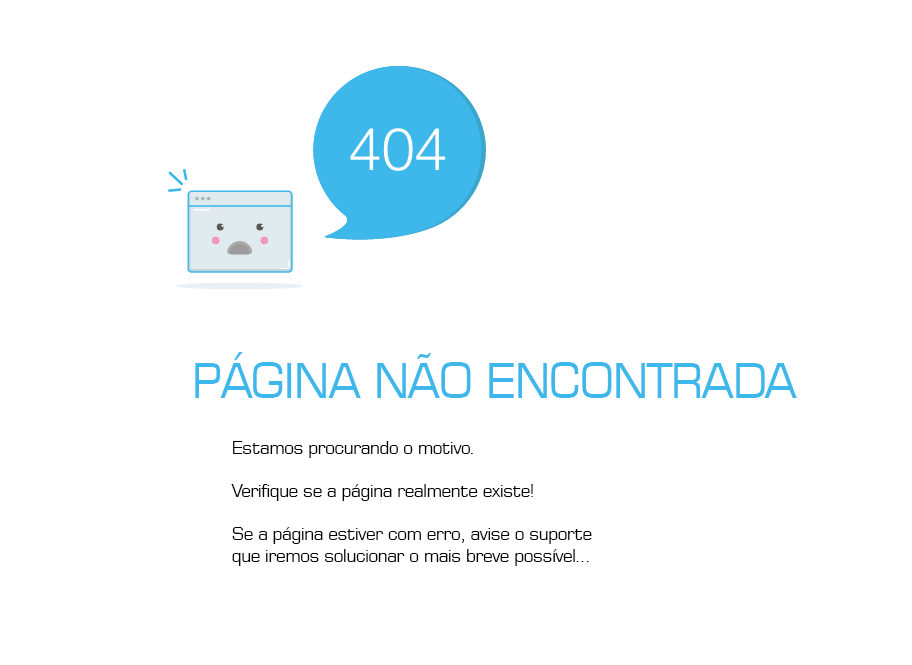 404
PÁGINA NÃO ENCONTRADA
Estamos procurando o motivo.
Verifique se a página realmente existe!
Se a página estiver com erro, avise o suporte
que iremos solucionar o mais breve possível...